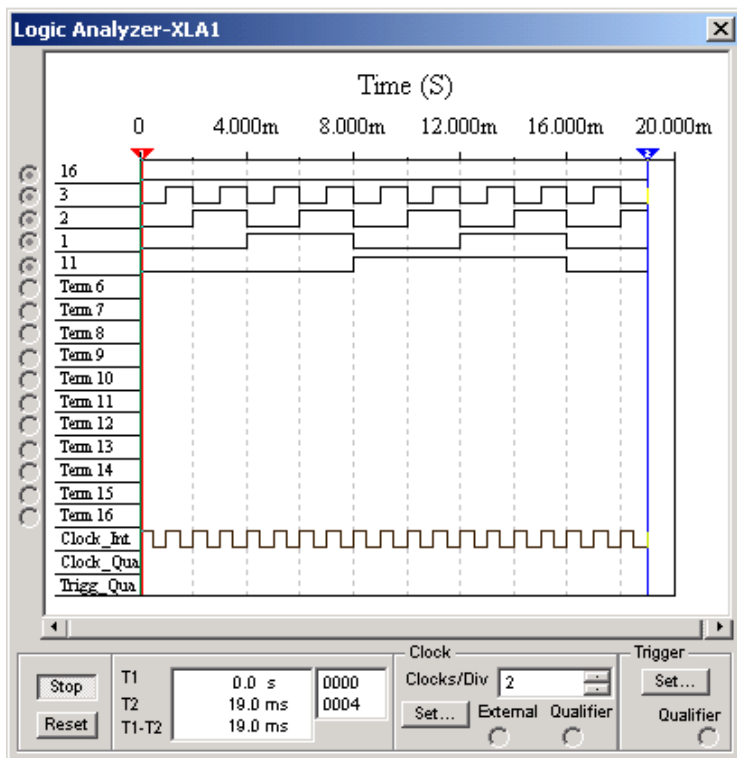 Logic Analyzer-XLA1
Time (S)
0 4.000m 8.000m 12.000m 16.000m 20.000m
1 2
16
3
2
1
11
Term 6
Term 7
Term 8
Term 9
Term 10
Term 11
Term 12
Term 13
Term 14
Term 15
Term 16
Clock_Int
Clock_Qua
Trigg_Qua
Stop
Reset
T1 0.0 s 0000
T2 19.0 ms 0004
T1-T2 19.0 ms
Clock
Clocks/Div 2
Set... External Qualifier
Trigger
Set...
Qualifier